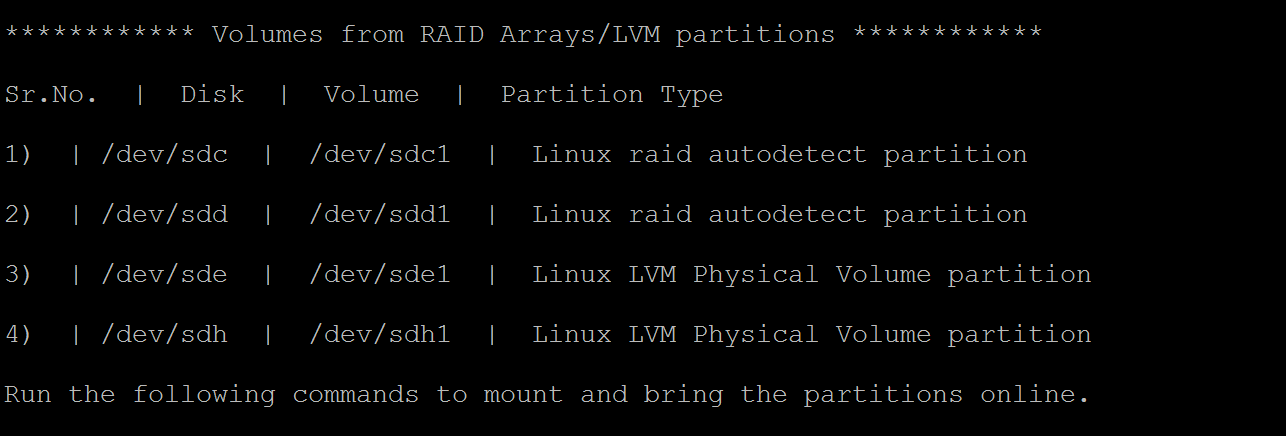 ************ Volumes from RAID Arrays/LVM partitions ************
Sr.No.  |  Disk  |  Volume  |  Partition Type
1)  | /dev/sdc  |  /dev/sdc1  |  Linux raid autodetect partition
2)  | /dev/sdd  |  /dev/sdd1  |  Linux raid autodetect partition
3)  | /dev/sde  |  /dev/sde1  |  Linux LVM Physical Volume partition
4)  | /dev/sdh  |  /dev/sdh1  |  Linux LVM Physical Volume partition
Run the following commands to mount and bring the partitions online.